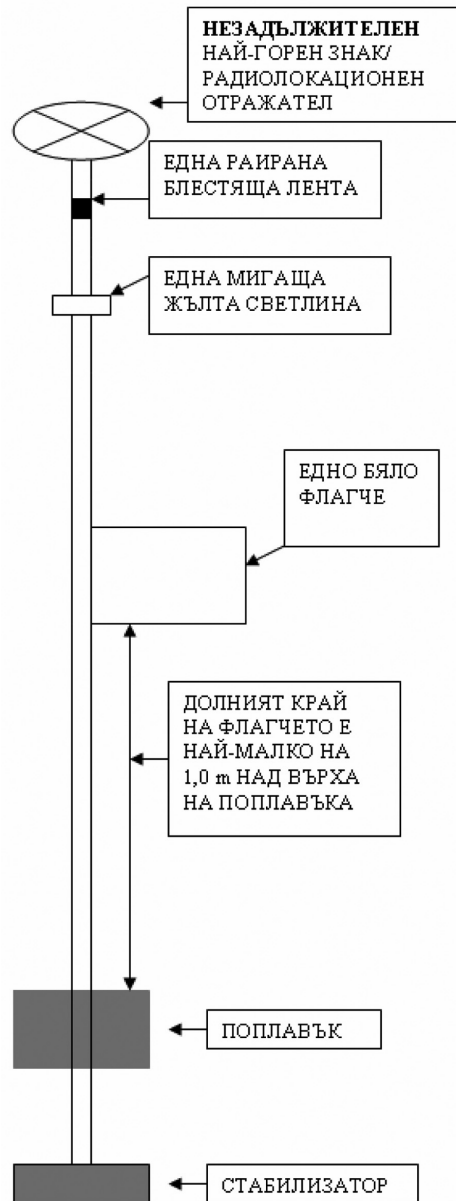 НЕЗАДЪЛЖИТЕЛЕН
НАЙ-ГОРЕН ЗНАК/
РАДИОЛОКАЦИОНЕН
ОТРАЖАТЕЛ
ЕДНА РАИРАНА
БЛЕСТЯЩА ЛЕНТА
ЕДНА МИГАЩА
ЖЪЛТА СВЕТЛИНА
ЕДНО БЯЛО
ФЛАГЧЕ
ДОЛНИЯТ КРАЙ
НА ФЛАГЧЕТО Е
НАЙ-МАЛКО НА
1,0 m НАД ВЪРХА
НА ПОПЛАВЪКА
ПОПЛАВЪК
СТАБИЛИЗАТОР